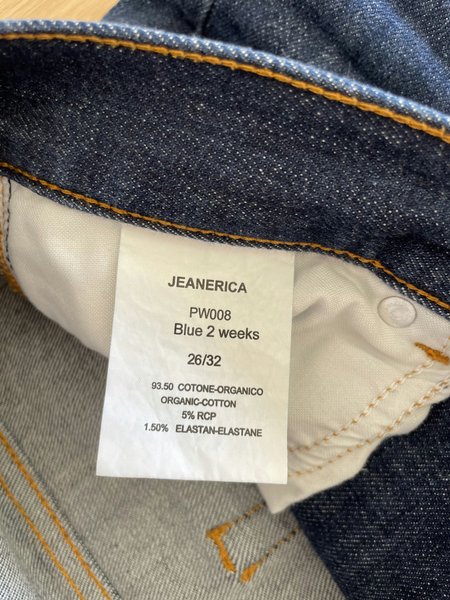 JEANERICA
PW008
Blue 2 weeks
26/32
93.50 COTONE-ORGANICO
ORGANIC-COTTON
5% RCP
1.50% ELASTAN-ELASTANE